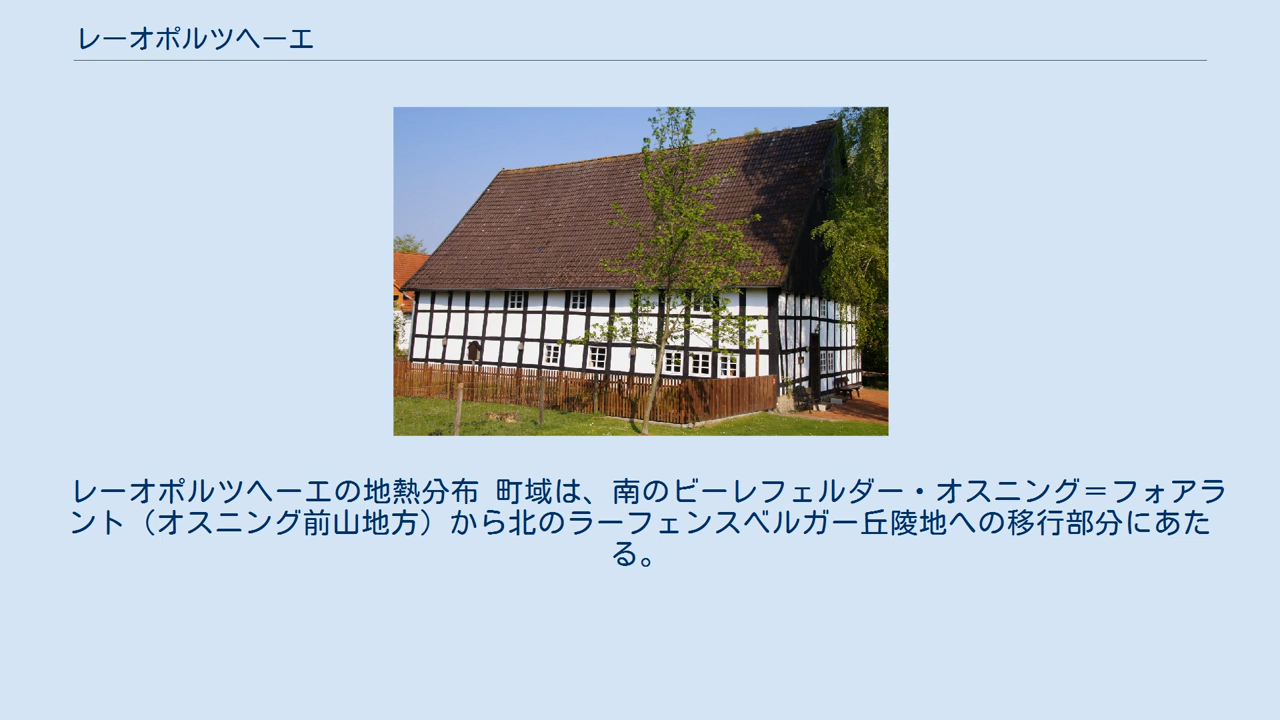 レーオポルツヘーエ
レーオポルツヘーエの地熱分布 町域は、南のビーレフェルダー・オスニング＝フォアラ
ント（オスニング前山地方）から北のラーフェンスベルガー丘陵地への移行部分にあた
る。